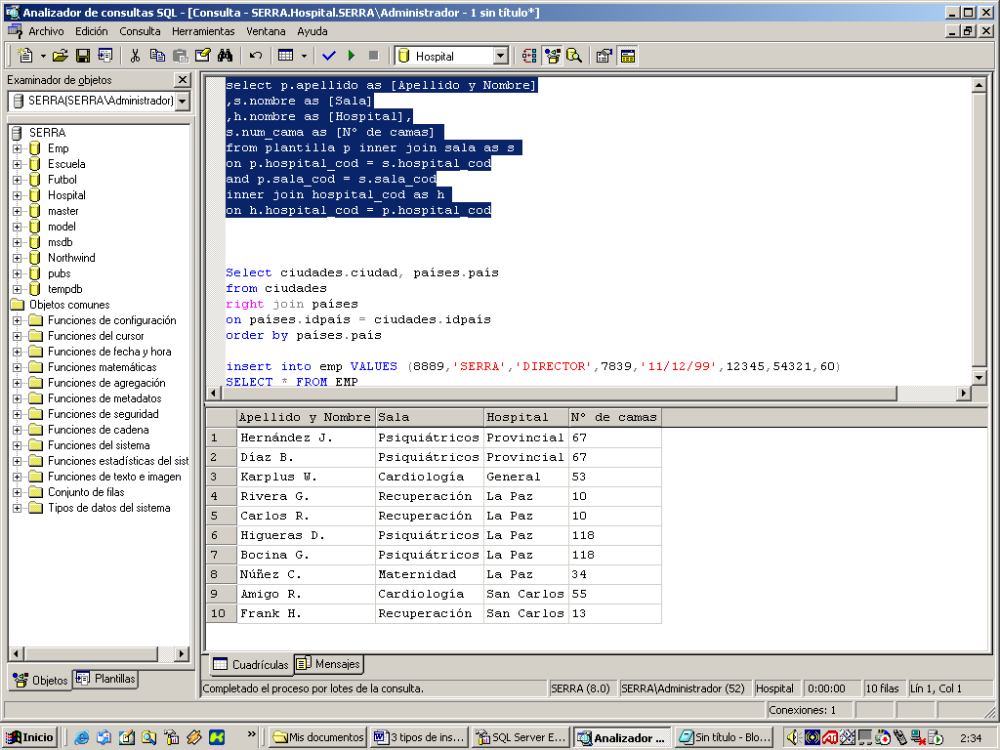 Analizador de consultas SQL - [Consulta - SERRA.Hospital.SERRA\Administrador - 1 sin título*]
Archivo Edición Consulta Herramientas Ventana Ayuda
Hospital
Examinador de objetos
SERRA(SERRA\Administrador)
SERRA
Emp
Escuela
Futbol
Hospital
master
model
msdb
Northwind
pubs
tempdb
Objetos comunes
Funciones de configuración
Funciones del cursor
Funciones de fecha y hora
Funciones matemáticas
Funciones de agregación
Funciones de metadatos
Funciones de seguridad
Funciones de cadena
Funciones del sistema
Funciones estadísticas del sist
Funciones de texto e imagen
Conjunto de filas
Tipos de datos del sistema
Objetos Plantillas
select p.apellido as [Apellido y Nombre]
,s.nombre as [Sala]
,h.nombre as [Hospital],
s.num_cama as [N° de camas]
from plantilla p inner join sala as s
on p.hospital_cod = s.hospital_cod
and p.sala_cod = s.sala_cod
inner join hospital_cod as h
on h.hospital_cod = p.hospital_cod
Select ciudades.ciudad, países.país
from ciudades
right join países
on países.idpaís = ciudades.idpaís
order by países.país
insert into emp VALUES (8889,'SERRA','DIRECTOR',7839,'11/12/99',12345,54321,60)
SELECT * FROM EMP
Apellido y Nombre Sala Hospital N° de camas
1 Hernández J. Psiquiátricos Provincial 67
2 Díaz B. Psiquiátricos Provincial 67
3 Karplus W. Cardiología General 53
4 Rivera G. Recuperación La Paz 10
5 Carlos R. Recuperación La Paz 10
6 Higueras D. Psiquiátricos La Paz 118
7 Bocina G. Psiquiátricos La Paz 118
8 Núñez C. Maternidad La Paz 34
9 Amigo R. Cardiología San Carlos 55
10 Frank H. Recuperación San Carlos 13
Cuadrículas Mensajes
Completado el proceso por lotes de la consulta. SERRA (8.0) SERRA\Administrador (52) Hospital 0:00:00 10 filas Lín 1, Col 1
Conexiones: 1
Inicio » Mis documentos 3 tipos de ins... SQL Server E... Analizador ... Sin título - Blo... 2:34